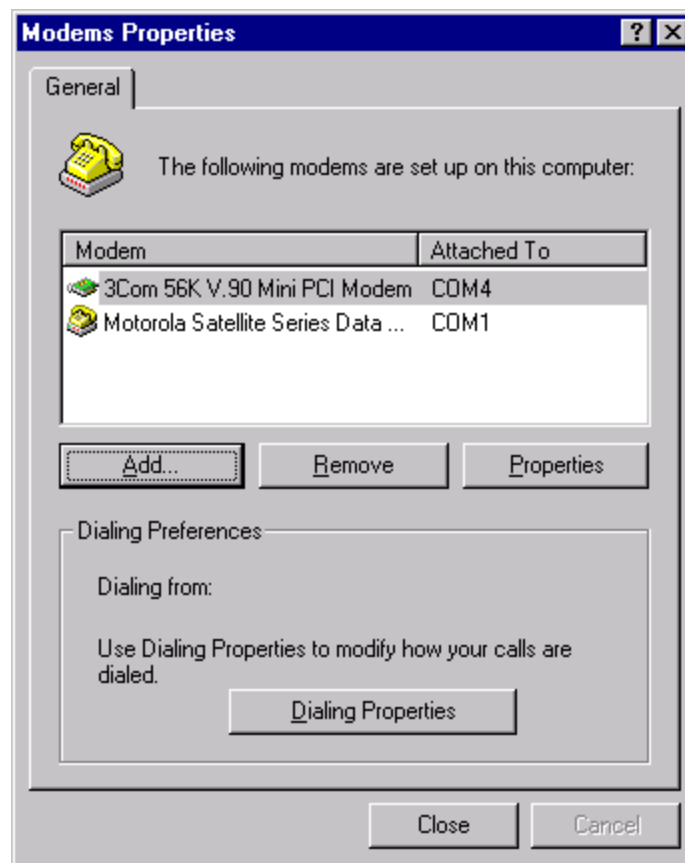 Modems Properties
General
The following modems are set up on this computer:
Modem Attached To
3Com 56K V.90 Mini PCI Modem COM4
Motorola Satellite Series Data ... COM1
Add... Remove Properties
Dialing Preferences
Dialing from:
Use Dialing Properties to modify how your calls are
dialed.
Dialing Properties
Close Cancel